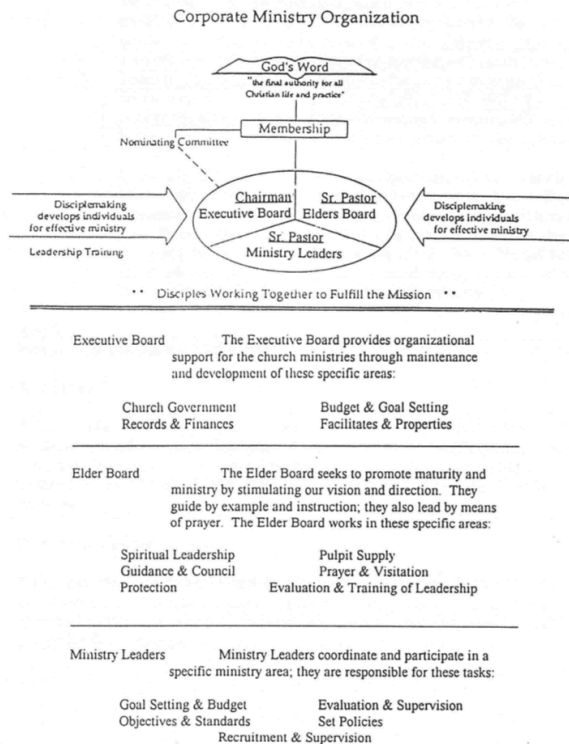 Corporate Ministry Organization
God's Word
"the final authority for all
Christian life and practice"
Membership
Nominating Committee
Chairman
Executive Board
Sr. Pastor
Elders Board
Sr. Pastor
Ministry Leaders
Disciplemaking
develops individuals
for effective ministry
Leadership Training
Disciplemaking
develops individuals
for effective ministry
** Disciples Working Together to Fulfill the Mission **
Executive Board The Executive Board provides organizational
support for the church ministries through maintenance
and development of these specific areas:
Church Government Budget & Goal Setting
Records & Finances Facilitates & Properties
Elder Board The Elder Board seeks to promote maturity and
ministry by stimulating our vision and direction. They
guide by example and instruction; they also lead by means
of prayer. The Elder Board works in these specific areas:
Spiritual Leadership Pulpit Supply
Guidance & Council Prayer & Visitation
Protection Evaluation & Training of Leadership
Ministry Leaders Ministry Leaders coordinate and participate in a
specific ministry area; they are responsible for these tasks:
Goal Setting & Budget Evaluation & Supervision
Objectives & Standards Set Policies
Recruitment & Supervision